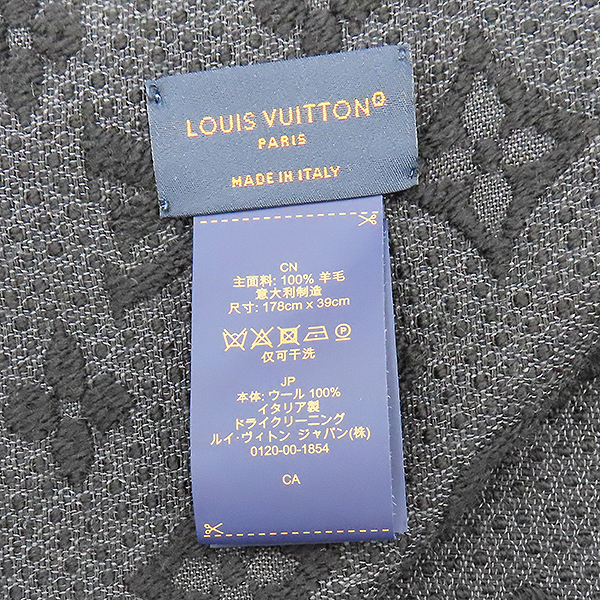 LOUIS VUITTON
PARIS
MADE IN ITALY
CN
主面料: 100% 羊毛
意大利制造
尺寸: 178cm x 39cm
仅可干洗
JP
本体: ウール 100%
イタリア製
ドライクリーニング
ルイ・ヴィトン ジャパン(株)
0120-00-1854
CA